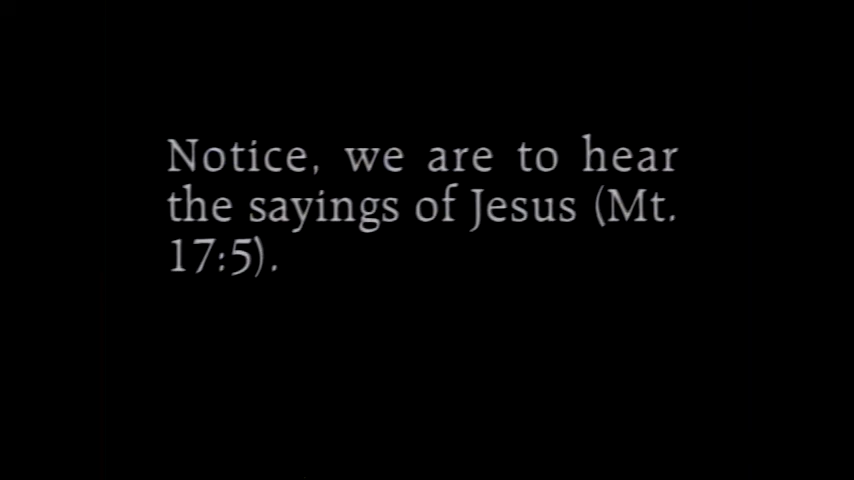 Notice, we are to hear
the sayings of Jesus (Mt.
17:5).